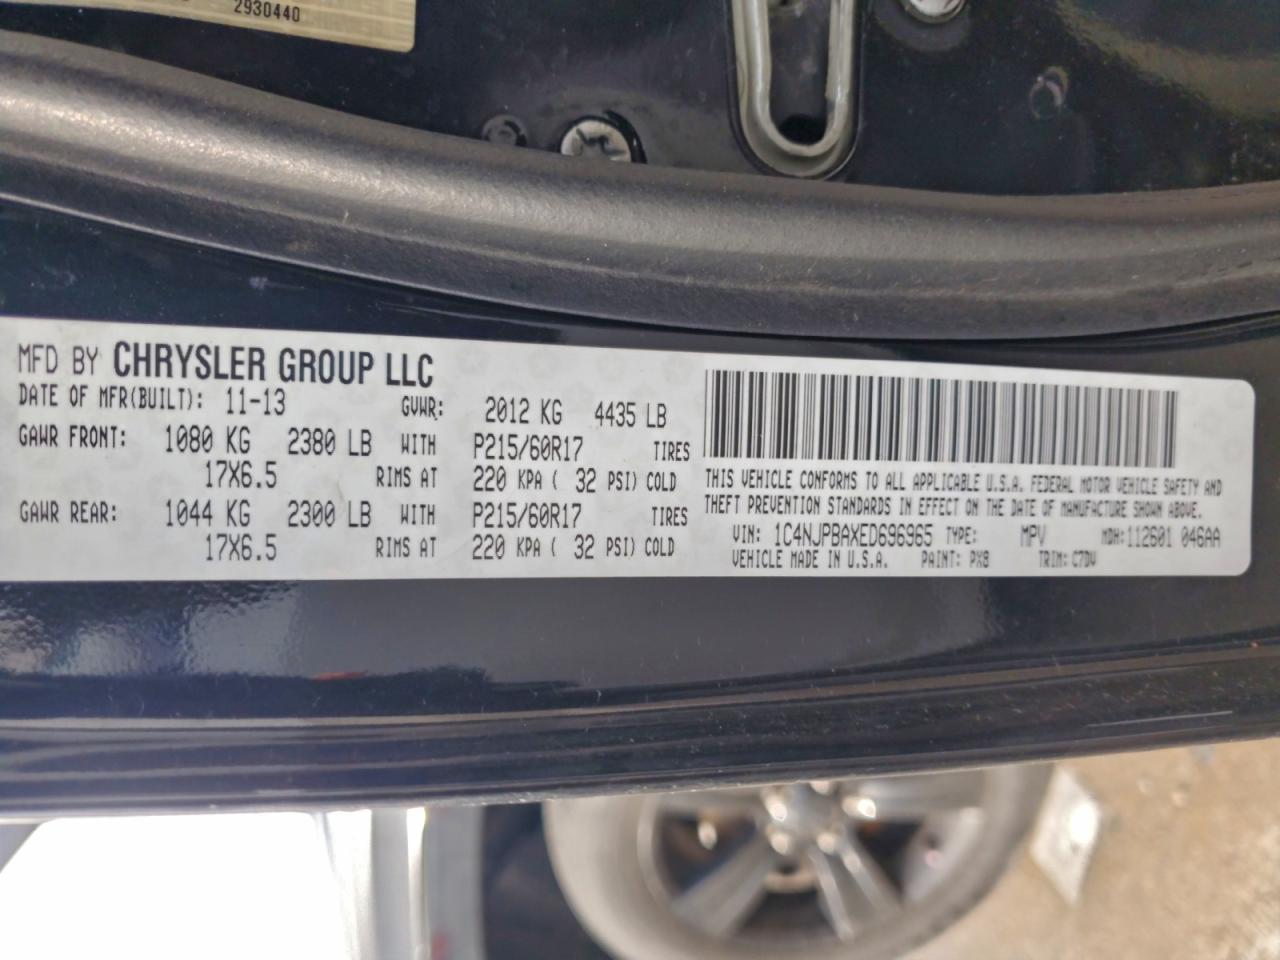 2930440
MFD BY CHRYSLER GROUP LLC
DATE OF MFR(BUILT): 11-13 GVWR: 2012 KG 4435 LB
GAWR FRONT: 1080 KG 2380 LB WITH P215/60R17 TIRES
17X6.5 RIMS AT 220 KPA ( 32 PSI) COLD
GAWR REAR: 1044 KG 2300 LB WITH P215/60R17 TIRES
17X6.5 RIMS AT 220 KPA ( 32 PSI) COLD
THIS VEHICLE CONFORMS TO ALL APPLICABLE U.S.A. FEDERAL MOTOR VEHICLE SAFETY AND
THEFT PREVENTION STANDARDS IN EFFECT ON THE DATE OF MANUFACTURE SHOWN ABOVE.
VIN: 1C4NJPBAXED696965 TYPE: MPV MDH:112601 046AA
VEHICLE MADE IN U.S.A. PAINT: PX8 TRIM: C7DV